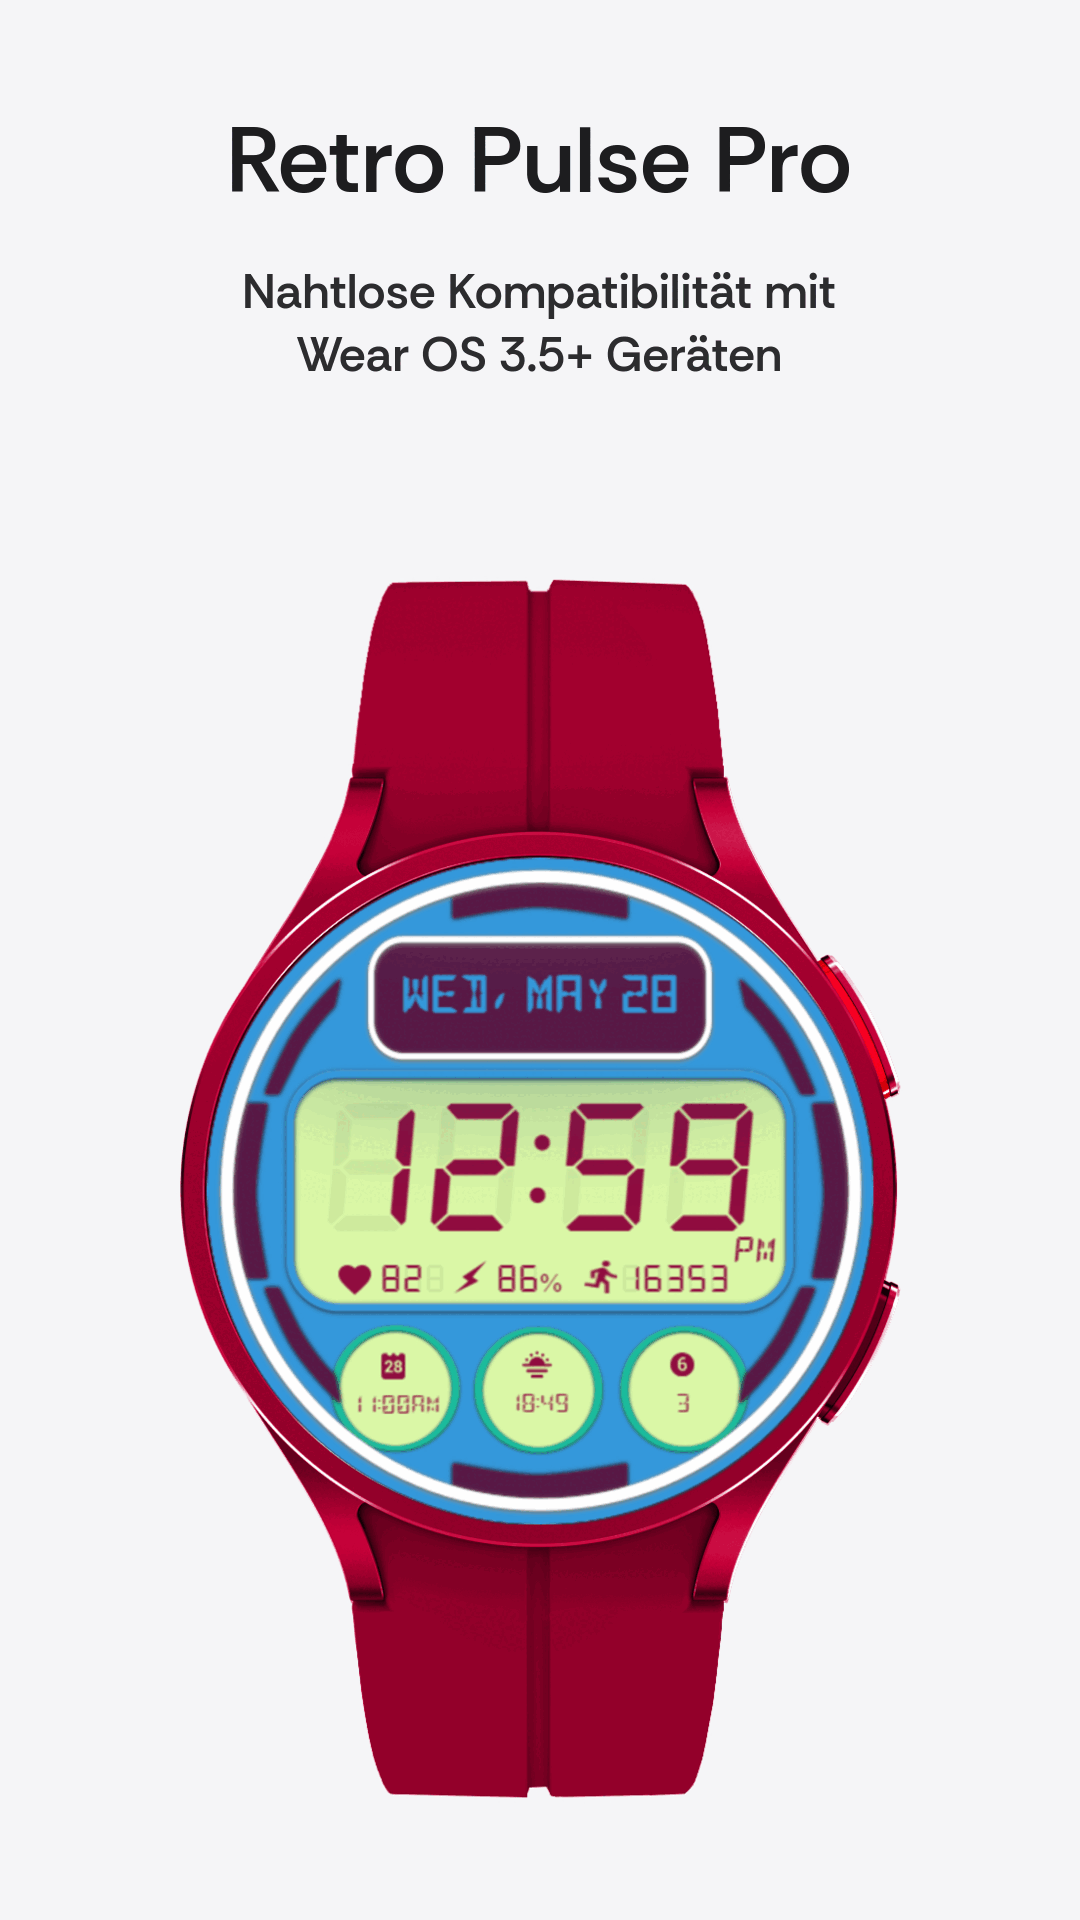 Retro Pulse Pro
Nahtlose Kompatibilität mit
Wear OS 3.5+ Geräten
WED, MAY 28
12:59
PM
82 86% 16353
28 6
11:00AM 18:49 3